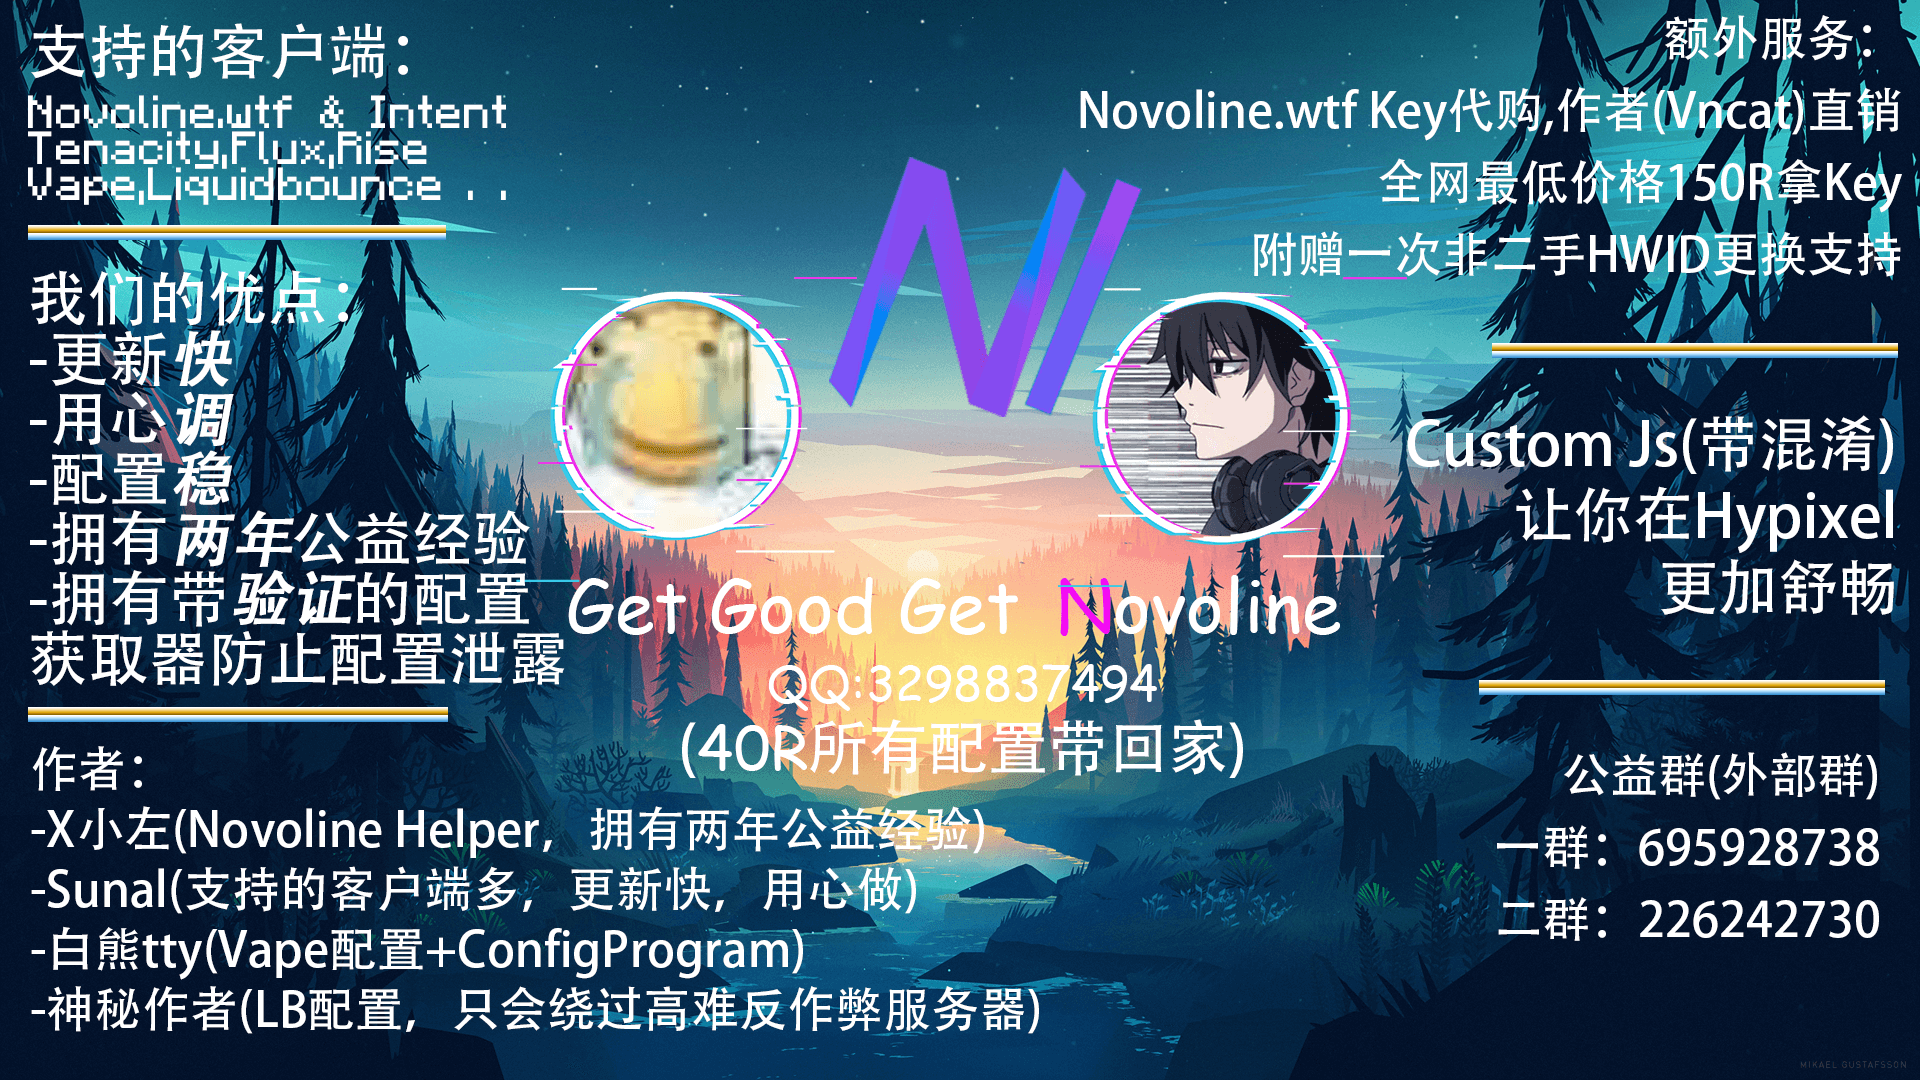 支持的客户端：
Novoline.wtf & Intent
Tenacity,Flux,Rise
Vape,Liquidbounce . .
我们的优点：
-更新快
-用心调
-配置稳
-拥有两年公益经验
-拥有带验证的配置
获取器防止配置泄露
作者：
-X小左(Novoline Helper，拥有两年公益经验)
-Sunal(支持的客户端多，更新快，用心做)
-白熊tty(Vape配置+ConfigProgram)
-神秘作者(LB配置，只会绕过高难反作弊服务器)
NI
Get Good Get Novoline
QQ:3298837494
(40R所有配置带回家)
额外服务：
Novoline.wtf Key代购,作者(Vncat)直销
全网最低价格150R拿Key
附赠一次非二手HWID更换支持
Custom Js(带混淆)
让你在Hypixel
更加舒畅
公益群(外部群)
一群：695928738
二群：226242730
MIKAEL GUSTAFSSON